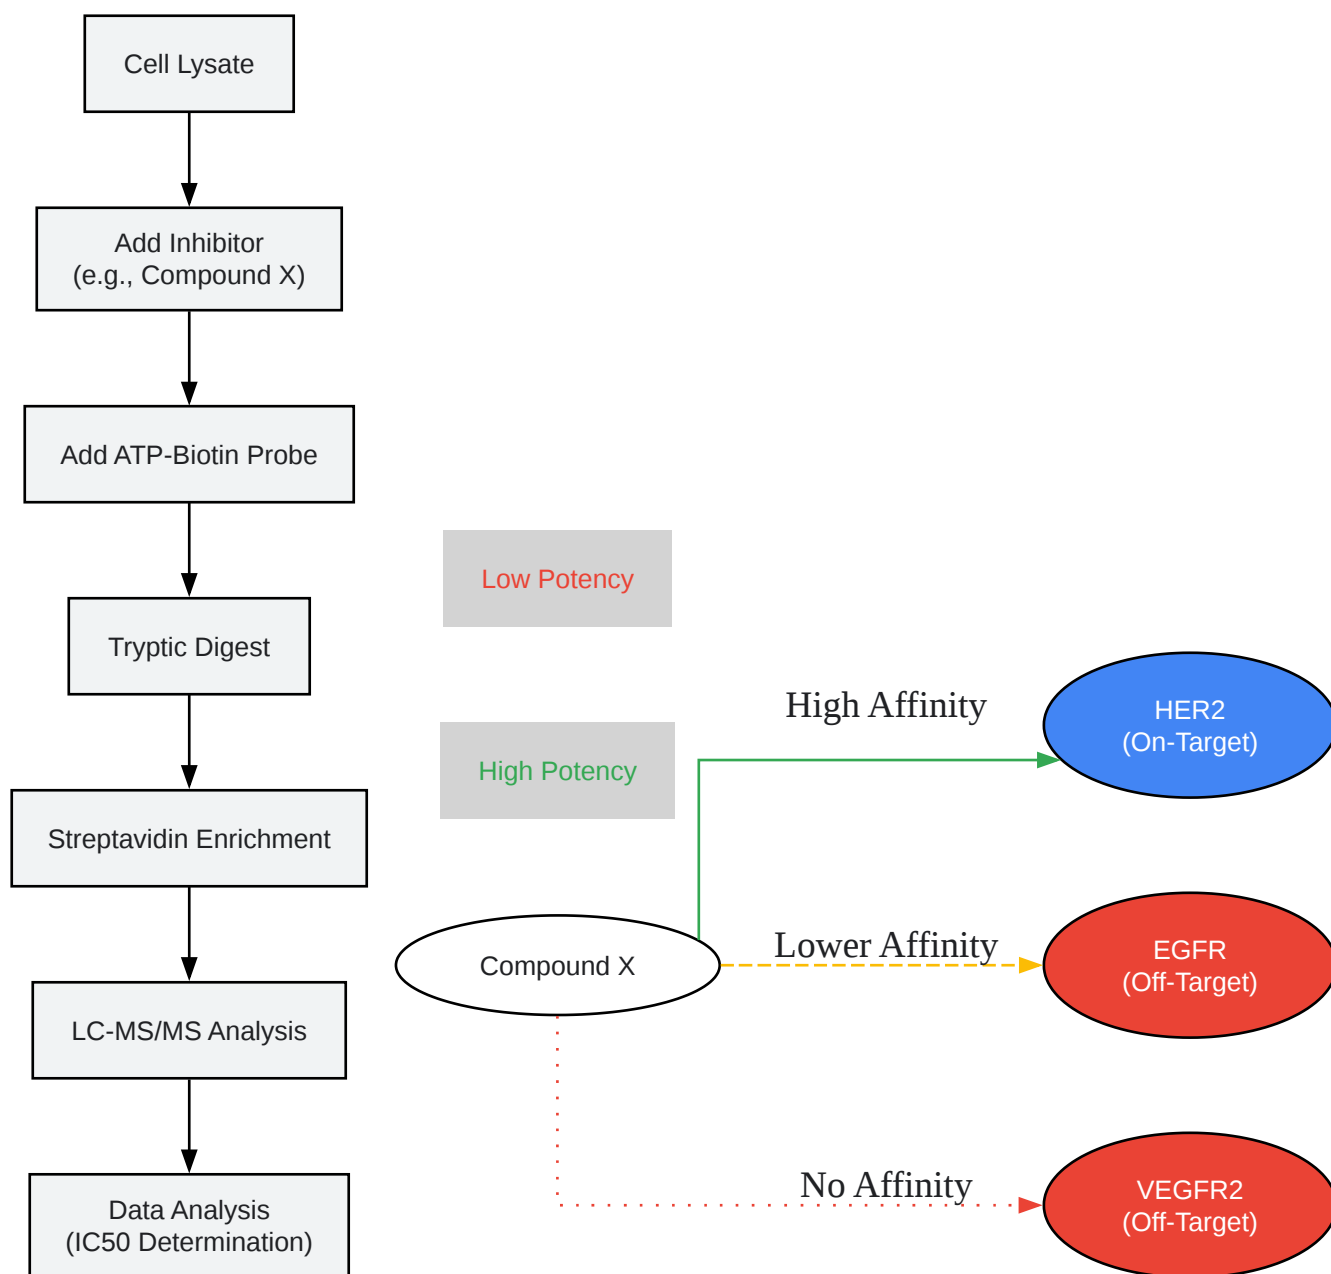 Cell Lysate
Add Inhibitor
(e.g., Compound X)
Add ATP-Biotin Probe
Tryptic Digest
Streptavidin Enrichment
LC-MS/MS Analysis
Data Analysis
(IC50 Determination)
Low Potency
High Potency
Compound X
High Affinity
Lower Affinity
No Affinity
HER2
(On-Target)
EGFR
(Off-Target)
VEGFR2
(Off-Target)